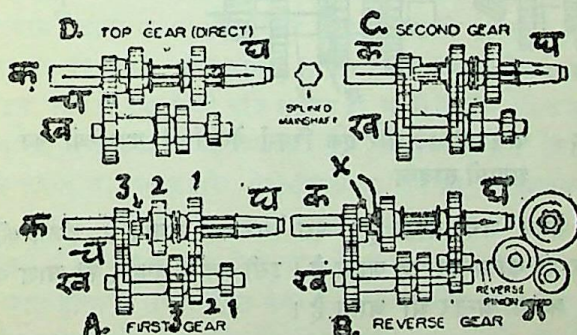 D. TOP GEAR (DIRECT)
C. SECOND GEAR
क
घ
च
ख
SPLINED
MAINSHAFT
क
घ
ख
3 2 1
क
घ
च
ख
3 2 1
A. FIRST GEAR
X
क
घ
ख
REVERSE
PINION
ग
B. REVERSE GEAR